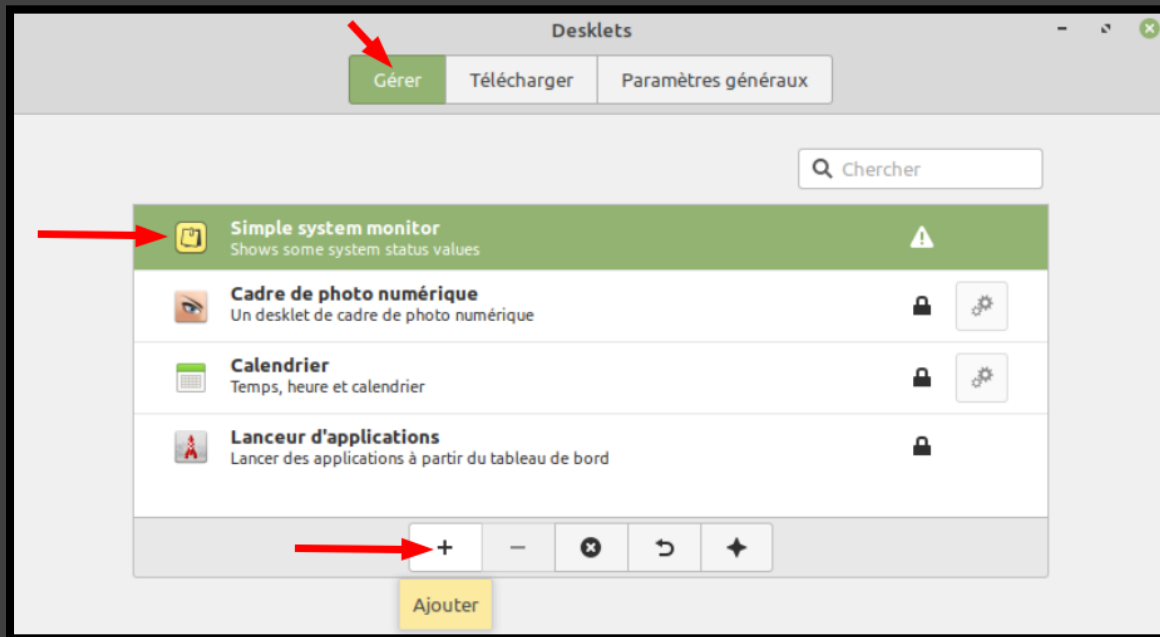 Desklets
Gérer
Télécharger
Paramètres généraux
Chercher
Simple system monitor
Shows some system status values
Cadre de photo numérique
Un desklet de cadre de photo numérique
Calendrier
Temps, heure et calendrier
Lanceur d'applications
Lancer des applications à partir du tableau de bord
Ajouter